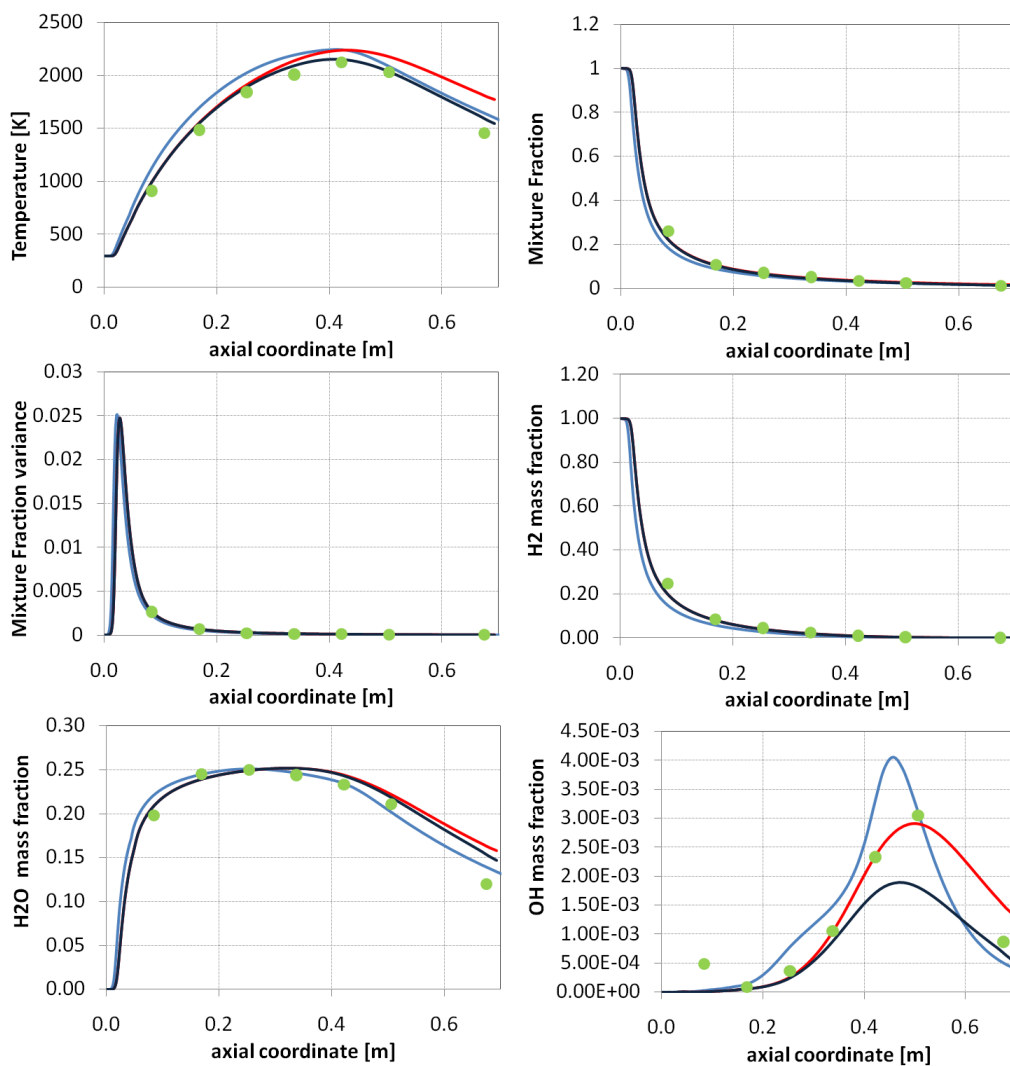 Temperature [K]
2500
2000
1500
1000
500
0
0.0 0.2 0.4 0.6
axial coordinate [m]
Mixture Fraction
1.2
1
0.8
0.6
0.4
0.2
0
0.0 0.2 0.4 0.6
axial coordinate [m]
Mixture Fraction variance
0.03
0.025
0.02
0.015
0.01
0.005
0
0.0 0.2 0.4 0.6
axial coordinate [m]
H2 mass fraction
1.20
1.00
0.80
0.60
0.40
0.20
0.00
0.0 0.2 0.4 0.6
axial coordinate [m]
H2O mass fraction
0.30
0.25
0.20
0.15
0.10
0.05
0.00
0.0 0.2 0.4 0.6
axial coordinate [m]
OH mass fraction
4.50E-03
4.00E-03
3.50E-03
3.00E-03
2.50E-03
2.00E-03
1.50E-03
1.00E-03
5.00E-04
0.00E+00
0.0 0.2 0.4 0.6
axial coordinate [m]